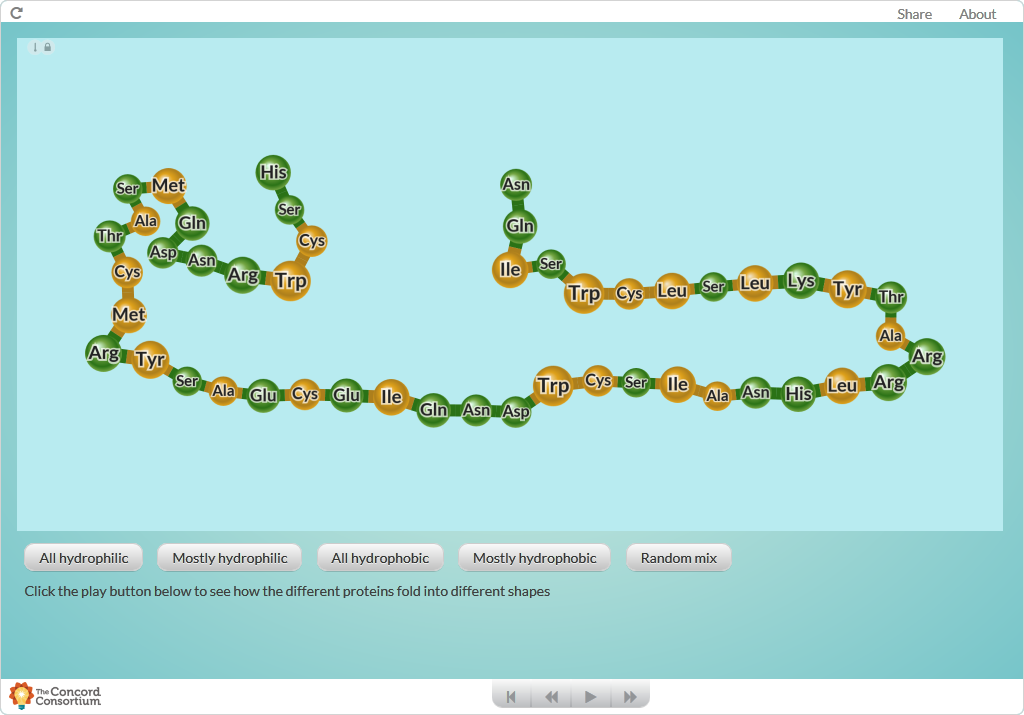 Share About
His
Ser
Met
Asn
Ser
Ser
Ala
Gln
Gln
Thr
Cys
Asp
Asn
Ser
Cys
Ile
Arg
Trp
Lys
Leu
Ser
Leu
Cys
Leu
Trp
Tyr
Thr
Met
Ala
Arg
Tyr
Arg
Ser
Ala
Glu
Cys
Glu
Ile
Gln
Asn
Asp
Trp
Cys
Ser
Ile
Ala
Asn
His
Leu
Arg
All hydrophilic Mostly hydrophilic All hydrophobic Mostly hydrophobic Random mix
Click the play button below to see how the different proteins fold into different shapes
The Concord
Consortium